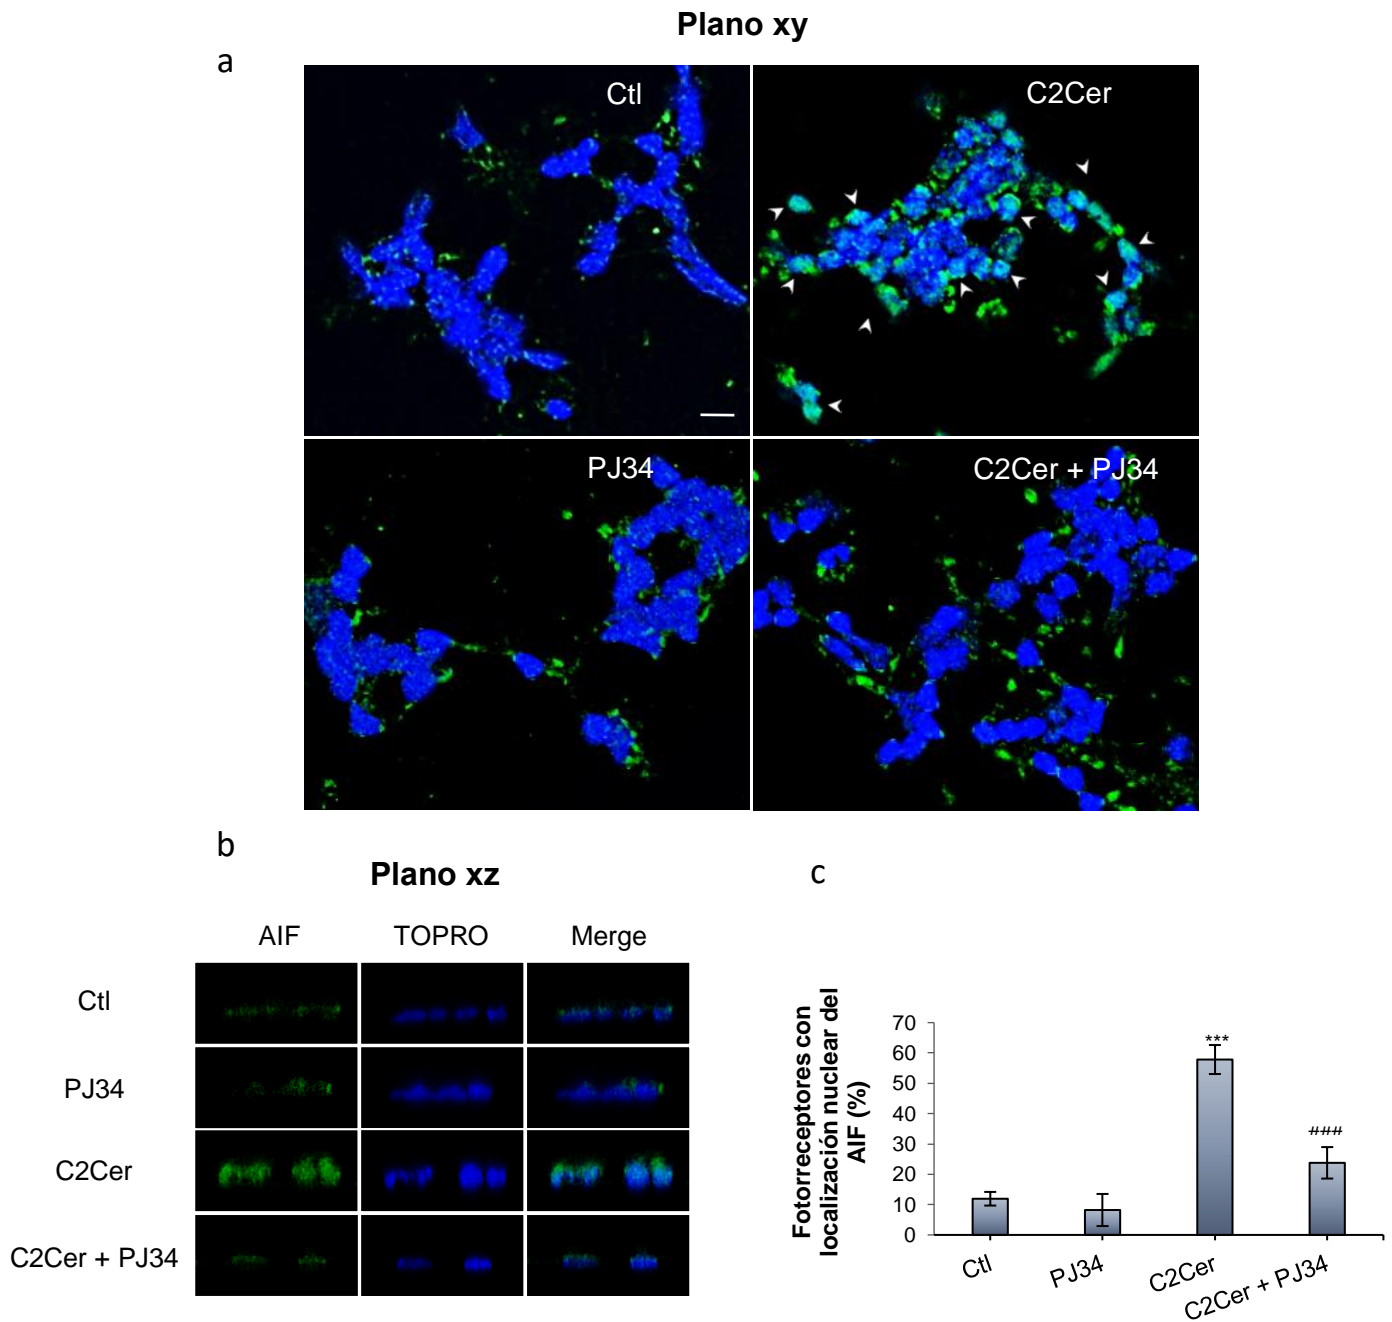 Plano xy
a
Ctl
C2Cer
PJ34
C2Cer + PJ34
b
Plano xz
AIF
TOPRO
Merge
Ctl
PJ34
C2Cer
C2Cer + PJ34
c
Fotorreceptores con
localización nuclear del
AIF (%)
70
60
50
40
30
20
10
0
***
###
Ctl
PJ34
C2Cer
C2Cer + PJ34